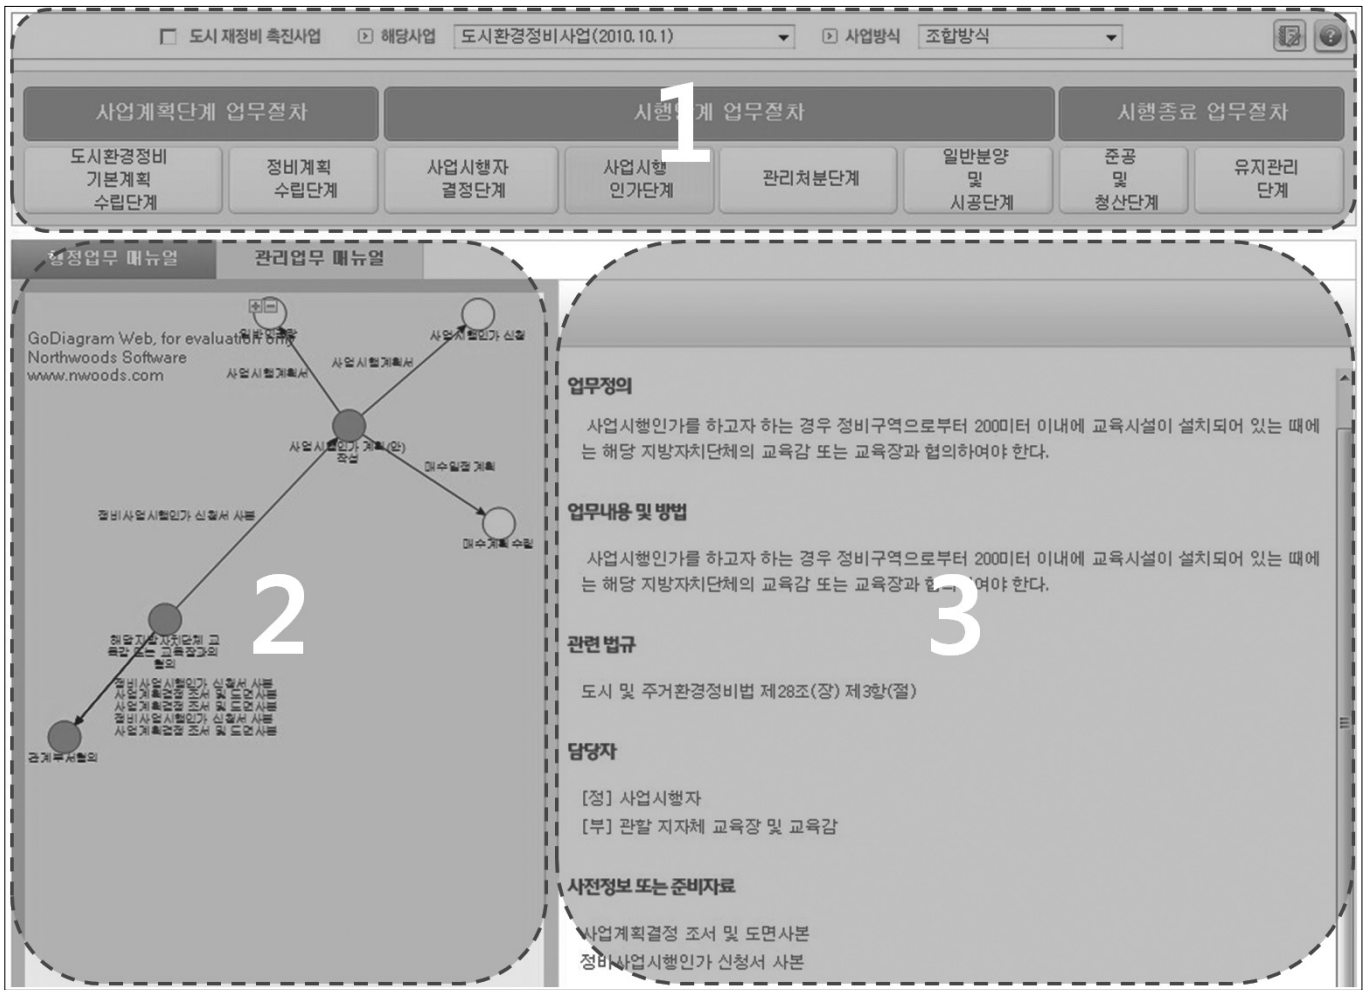 도시 재정비 촉진사업 해당사업 도시환경정비사업(2010.10.1) 사업방식 조합방식
사업계획단계 업무절차 시행단계 업무절차 시행종료 업무절차
1
도시환경정비
기본계획
수립단계
정비계획
수립단계
사업시행자
결정단계
사업시행
인가단계
관리처분단계
일반분양
및
시공단계
준공
및
청산단계
유지관리
단계
행정업무 매뉴얼 관리업무 매뉴얼
GoDiagram Web, for evaluation only
Northwoods Software
www.nwoods.com
사업시행인가 신청
사업시행계획서
사업시행계획서
사업시행인가 계획(안)
작성
매수일정 계획
정비사업시행인가 신청서 사본
매수계획 수립
2
해당지방자치단체 교
육감 또는 교육장과의
협의
정비사업시행인가 신청서 사본
사업계획결정 조서 및 도면사본
사업계획결정 조서 및 도면사본
정비사업시행인가 신청서 사본
사업계획결정 조서 및 도면사본
관계부서협의
업무정의
사업시행인가를 하고자 하는 경우 정비구역으로부터 200미터 이내에 교육시설이 설치되어 있는 때에
는 해당 지방자치단체의 교육감 또는 교육장과 협의하여야 한다.
업무내용 및 방법
사업시행인가를 하고자 하는 경우 정비구역으로부터 200미터 이내에 교육시설이 설치되어 있는 때에
는 해당 지방자치단체의 교육감 또는 교육장과 협의하여야 한다.
3
관련 법규
도시 및 주거환경정비법 제28조(장) 제3항(절)
담당자
[정] 사업시행자
[부] 관할 지자체 교육장 및 교육감
사전정보 또는 준비자료
사업계획결정 조서 및 도면사본
정비사업시행인가 신청서 사본